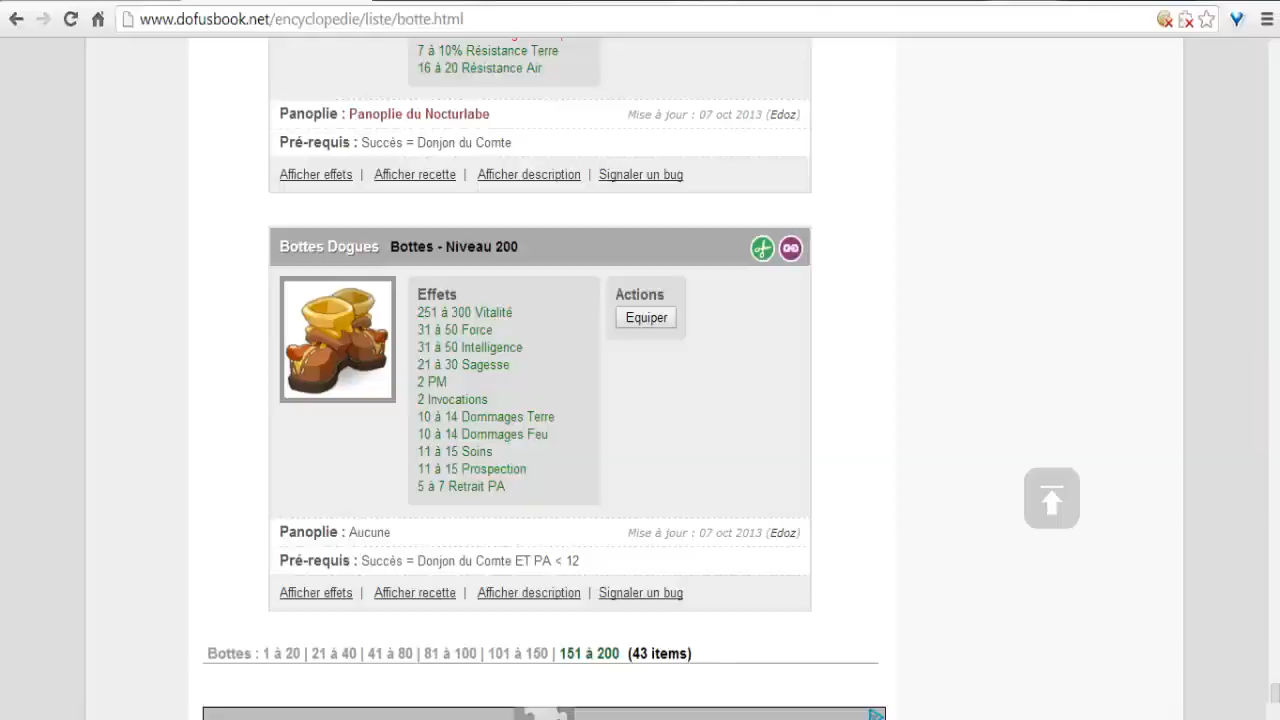 www.dofusbook.net/encyclopedie/liste/botte.html
7 à 10% Résistance Terre
16 à 20 Résistance Air
Panoplie : Panoplie du Nocturlabe
Mise à jour : 07 oct 2013 (Edoz)
Pré-requis : Succés = Donjon du Comte
Afficher effets | Afficher recette | Afficher description | Signaler un bug
Bottes Dogues Bottes - Niveau 200
Effets
251 à 300 Vitalité
31 à 50 Force
31 à 50 Intelligence
21 à 30 Sagesse
2 PM
2 Invocations
10 à 14 Dommages Terre
10 à 14 Dommages Feu
11 à 15 Soins
11 à 15 Prospection
5 à 7 Retrait PA
Actions
Equiper
Panoplie : Aucune
Mise à jour : 07 oct 2013 (Edoz)
Pré-requis : Succés = Donjon du Comte ET PA < 12
Afficher effets | Afficher recette | Afficher description | Signaler un bug
Bottes : 1 à 20 | 21 à 40 | 41 à 80 | 81 à 100 | 101 à 150 | 151 à 200 (43 items)